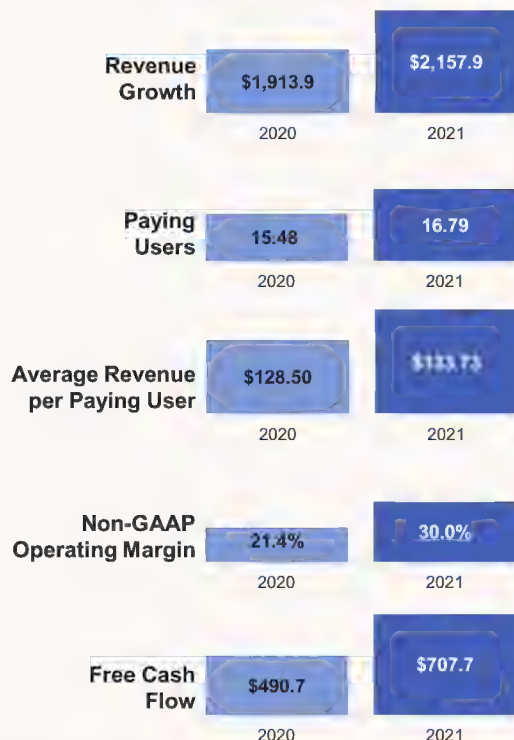 Revenue
Growth
$1,913.9
$2,157.9
2020
2021
Paying
Users
15.48
16.79
2020
2021
Average Revenue
per Paying User
$128.50
$133.73
2020
2021
Non-GAAP
Operating Margin
21.4%
30.0%
2020
2021
Free Cash
Flow
$490.7
$707.7
2020
2021